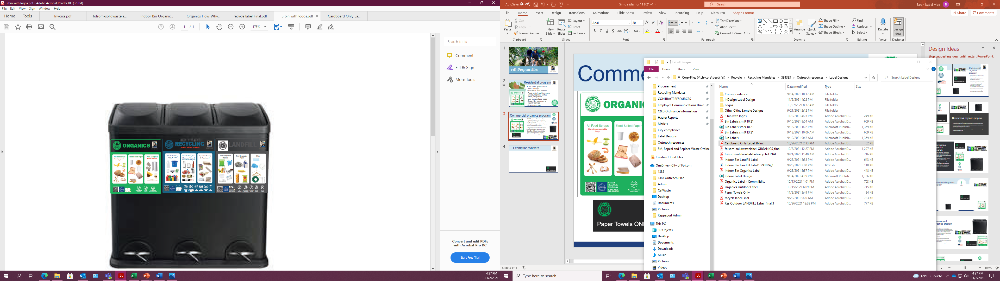 3 bin with logos.pdf - Adobe Acrobat Reader DC (32-bit)
File Edit View Sign Window Help
Home Tools Invoice.pdf folsom-solidwastela... Indoor Bin Organic... Organics How_Why... recycle label Final.pdf 3 bin with logos.pdf Cardboard Only La...
1 / 1 175%
Search tools
Comment
Fill & Sign
More Tools
ORGANICS RECYCLING LANDFILL
Convert and edit PDFs
with Acrobat Pro DC
Start Free Trial
4:27 PM
11/2/2021
AutoSave Off Simo slides for 11 8 21 v1 Search Sarah Isabel Moe SI
File Home Insert Design Transitions Animations Slide Show Review View Recording Help Nitro Pro Shape Format Share Comments
Paste Cut Copy Format Painter
New Slide Reuse Slides Layout Reset Section
Arial 30
Text Direction Align Text Convert to SmartArt
Arrange Quick Styles Shape Fill Shape Outline Shape Effects
Find Replace Select
Dictate Design Ideas
Clipboard Slides Font Paragraph Drawing Editing Voice Designer
1
1383 Program slides
2
Residential program
3
Commercial organics program
4
Exemption Waivers
Comme
GREEN BIN APPROVED
ORGANIC
All Food Scraps
Place in compostable
bags
Food Soiled Paper
Paper Towels ONL
Design Ideas
Stop suggesting ideas until I restart PowerPoint.
Label Designs
File Home Share View
Corp-Files (\\ch-core\dept) (Y:) > Recycle > Recycling Mandates > SB1383 > Outreach resources > Label Designs
Search Label Designs
Procurement
Recycling Mandates
CONTRACT RESOURCES
Employee Communications Drive
C&D Ordinance Information
Hauler Reports
Marie's
City compliance
Label Designs
Outreach resources
SM, Repeal and Replace Waste Ordina
Creative Cloud Files
OneDrive - City of Folsom
1383
1383 Outreach Plan
Admin
CalWaste
Desktop
Documents
Pictures
Rappaport Admin
This PC
3D Objects
Desktop
Documents
Downloads
Music
Pictures
Videos
Name Date modified Type Size
Correspondence 9/14/2021 10:17 AM File folder
InDesign Label Design 11/2/2021 4:22 PM File folder
Logos 10/27/2021 8:37 AM File folder
Other Cities Sample Designs 9/21/2021 2:12 PM File folder
3 bin with logos 11/2/2021 4:23 PM Adobe Acrobat D... 249 KB
Bin Labels sm 9 10 21 9/10/2021 9:54 AM Adobe Acrobat D... 669 KB
Bin Labels sm 9 10 21 9/13/2021 1:22 PM Microsoft Publish... 1,369 KB
Bin Labels sm 9 13 21 9/13/2021 10:06 AM Adobe Acrobat D... 669 KB
Bin Labels 9/10/2021 9:47 AM Microsoft Publish... 1,369 KB
Cardboard Only Label 36 Inch 10/26/2021 2:33 PM Adobe Acrobat D... 62 KB
folsom-solidwastelabel-ORGANICS_final 10/8/2021 12:27 PM Adobe Acrobat D... 1,297 KB
folsom-solidwastelabel-recycle FINAL 9/21/2021 11:40 AM Adobe Acrobat D... 716 KB
Indoor Bin Landfill Label 9/23/2021 3:38 PM Adobe Acrobat D... 643 KB
Indoor Bin Landfill Label10241024_1 9/28/2021 2:08 PM JPG File 110 KB
Indoor Bin Organics Label 9/23/2021 3:37 PM Adobe Acrobat D... 448 KB
Indoor Label Design 9/14/2021 4:19 PM Microsoft Publish... 1,136 KB
Organics Label - Comm Edits 10/15/2021 1:01 PM Adobe Acrobat D... 703 KB
Organics Outdoor Label 10/15/2021 6:09 PM Adobe Acrobat D... 715 KB
Paper Towels Only 11/2/2021 3:49 PM Adobe Acrobat D... 34 KB
recycle label Final 9/22/2021 9:20 AM Adobe Acrobat D... 723 KB
Res Outdoor LANDFILL Label_final 3 10/26/2021 12:32 PM Adobe Acrobat D... 777 KB
Slide 3 of 4 104%
Type here to search
69°F Cloudy
4:27 PM
11/2/2021